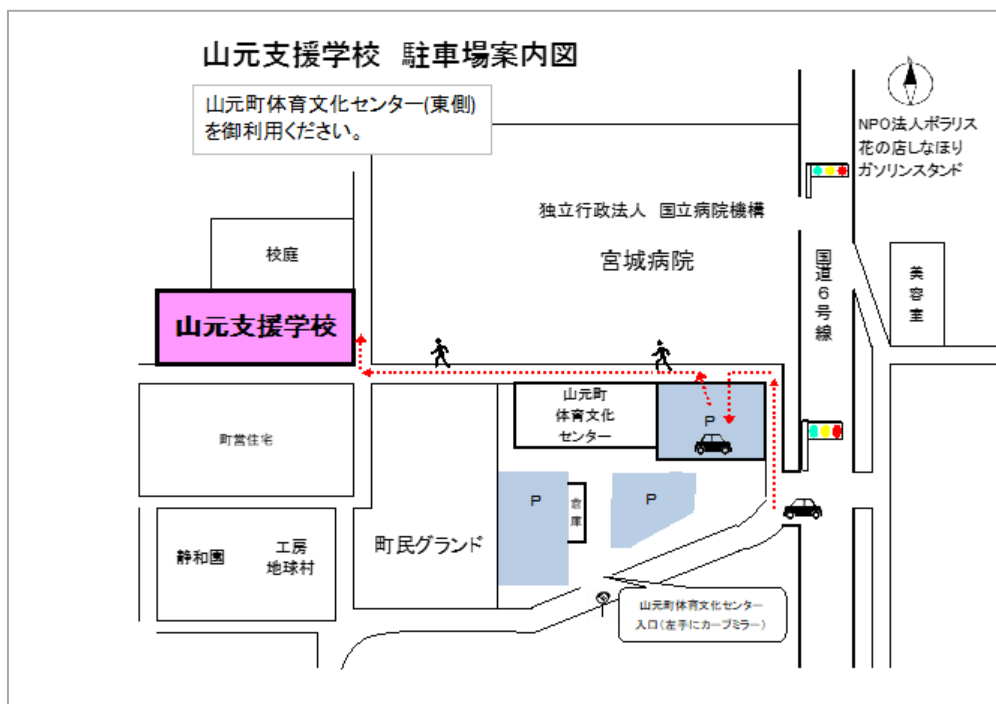 山元支援学校 駐車場案内図
山元町体育文化センター(東側)
を御利用ください。
NPO法人ポラリス
花の店しなほり
ガソリンスタンド
独立行政法人 国立病院機構
宮城病院
国道6号線
美容室
校庭
山元支援学校
山元町
体育文化
センター
P
町営住宅
P
倉庫
P
町民グランド
静和園
工房
地球村
山元町体育文化センター
入口(左手にカーブミラー)